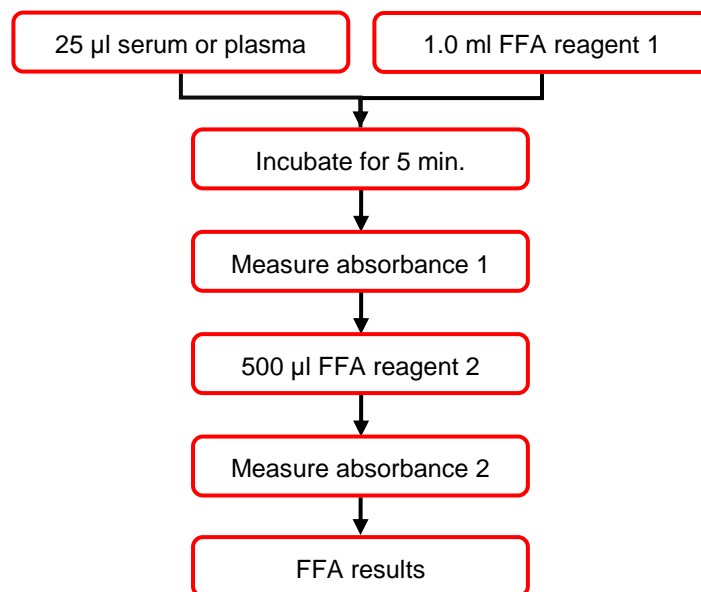 25 µl serum or plasma
1.0 ml FFA reagent 1
Incubate for 5 min.
Measure absorbance 1
500 µl FFA reagent 2
Measure absorbance 2
FFA results